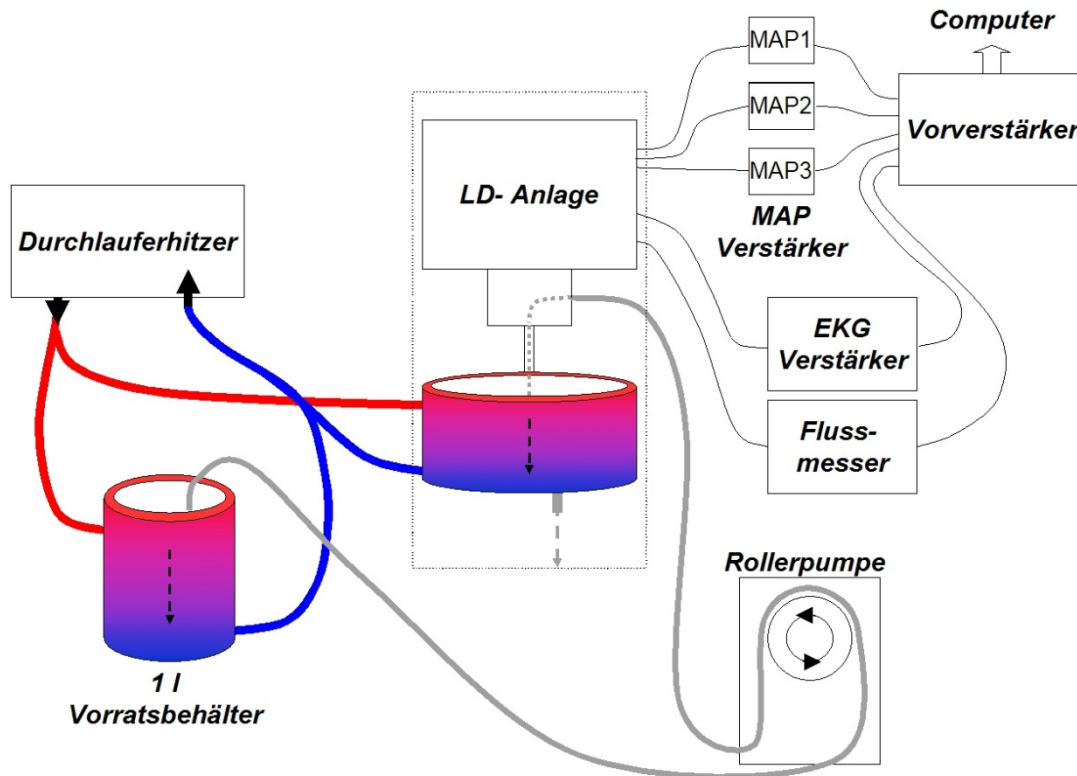 Computer
MAP1
MAP2
MAP3
Vorverstärker
MAP
Verstärker
LD- Anlage
Durchlauferhitzer
EKG
Verstärker
Fluss-
messer
Rollerpumpe
1 l
Vorratsbehälter